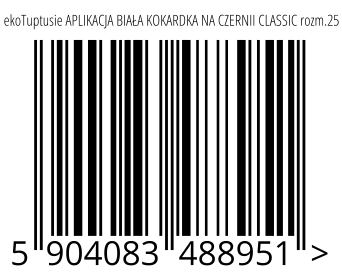 ekoTuptusie APLIKACJA BIAŁA KOKARDKA NA CZERNII CLASSIC rozm.25
5 904083 488951 >